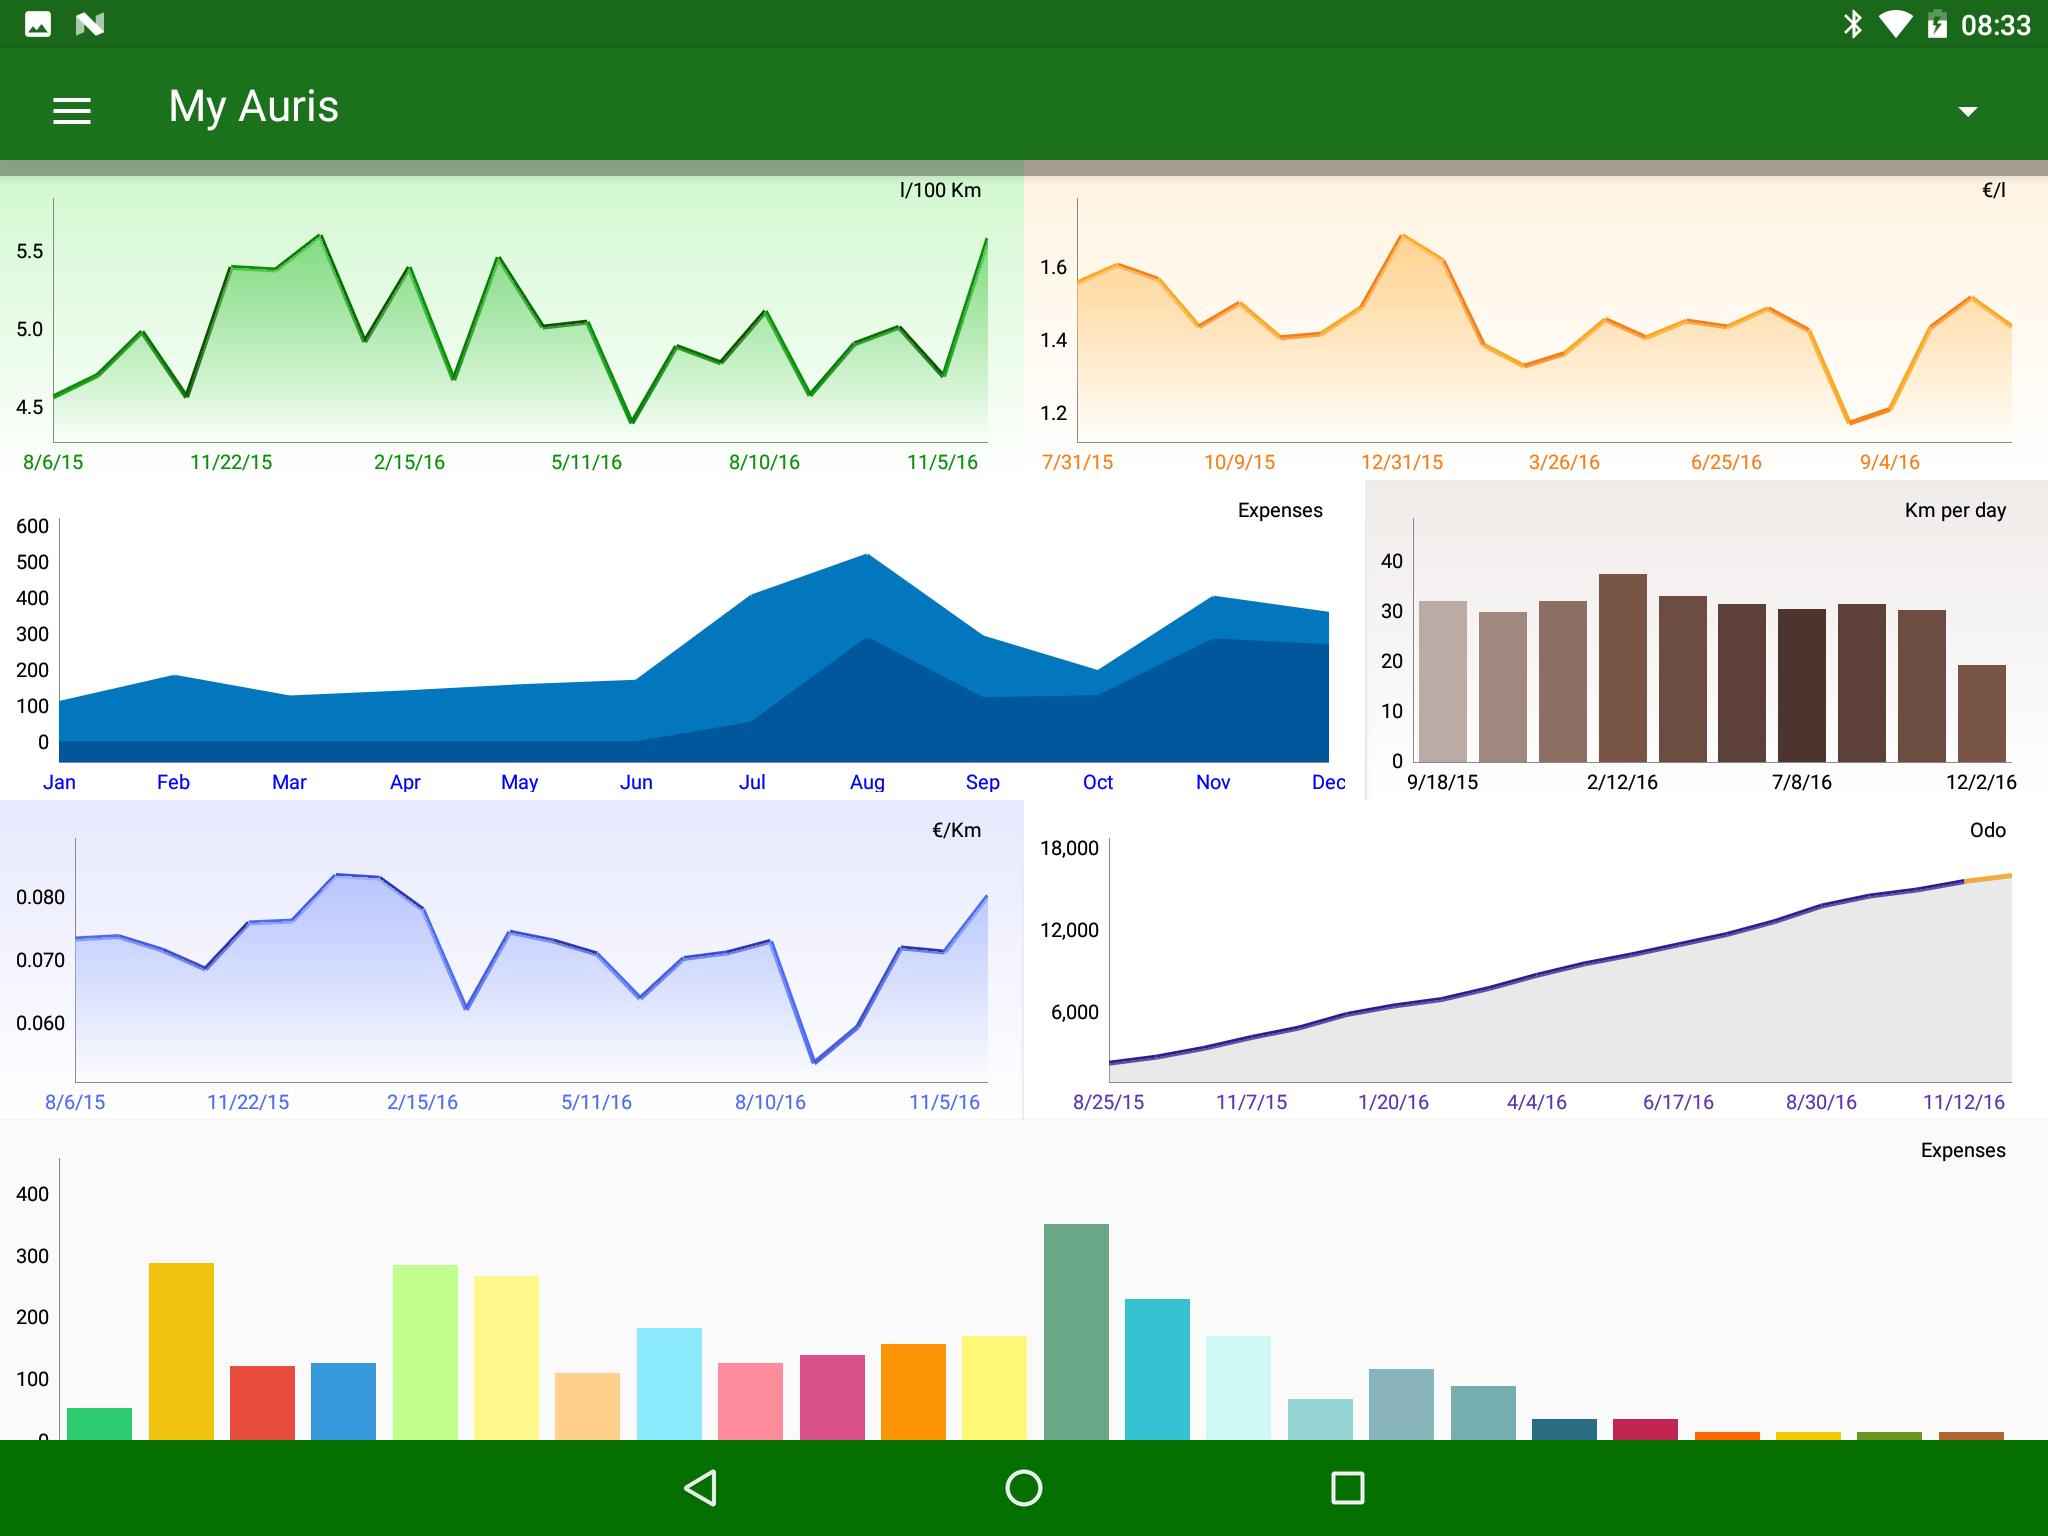 08:33
My Auris
l/100 Km
5.5
5.0
4.5
8/6/15 11/22/15 2/15/16 5/11/16 8/10/16 11/5/16
€/l
1.6
1.4
1.2
7/31/15 10/9/15 12/31/15 3/26/16 6/25/16 9/4/16
Expenses
600
500
400
300
200
100
0
Jan Feb Mar Apr May Jun Jul Aug Sep Oct Nov Dec
Km per day
40
30
20
10
0
9/18/15 2/12/16 7/8/16 12/2/16
€/Km
0.080
0.070
0.060
8/6/15 11/22/15 2/15/16 5/11/16 8/10/16 11/5/16
Odo
18,000
12,000
6,000
8/25/15 11/7/15 1/20/16 4/4/16 6/17/16 8/30/16 11/12/16
Expenses
400
300
200
100
0